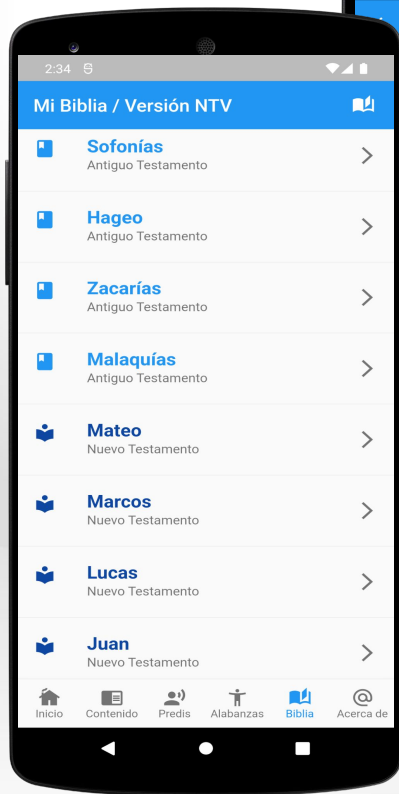 2:34
Mi Biblia / Versión NTV
Sofonías
Antiguo Testamento
Hageo
Antiguo Testamento
Zacarías
Antiguo Testamento
Malaquías
Antiguo Testamento
Mateo
Nuevo Testamento
Marcos
Nuevo Testamento
Lucas
Nuevo Testamento
Juan
Nuevo Testamento
Inicio Contenido Predis Alabanzas Biblia Acerca de